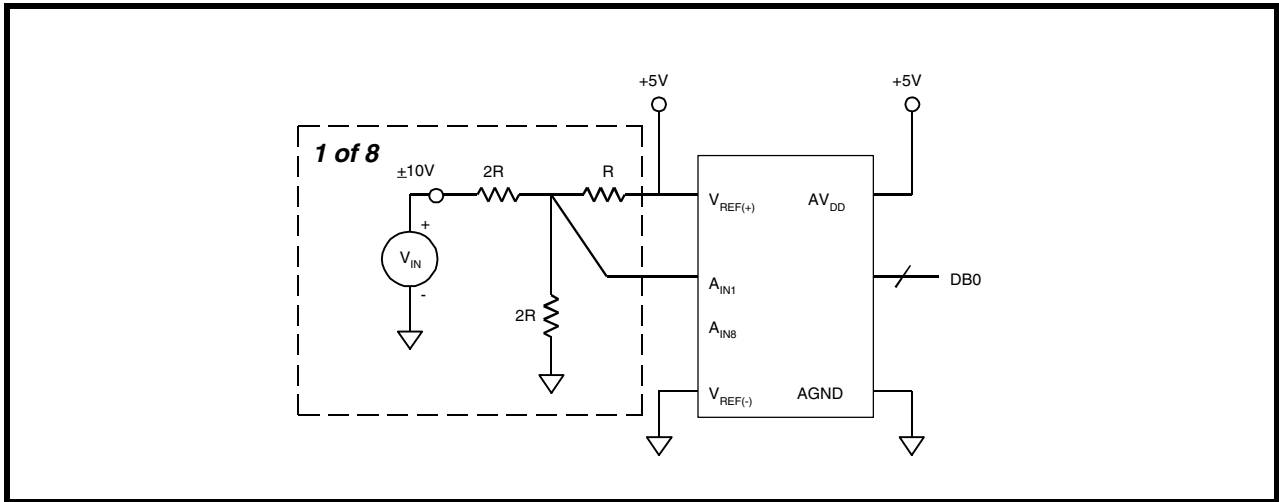 +5V
+5V
1 of 8
±10V
2R
R
VREF(+)
AVDD
+
VIN
-
AIN1
DB0
2R
AIN8
VREF(-)
AGND